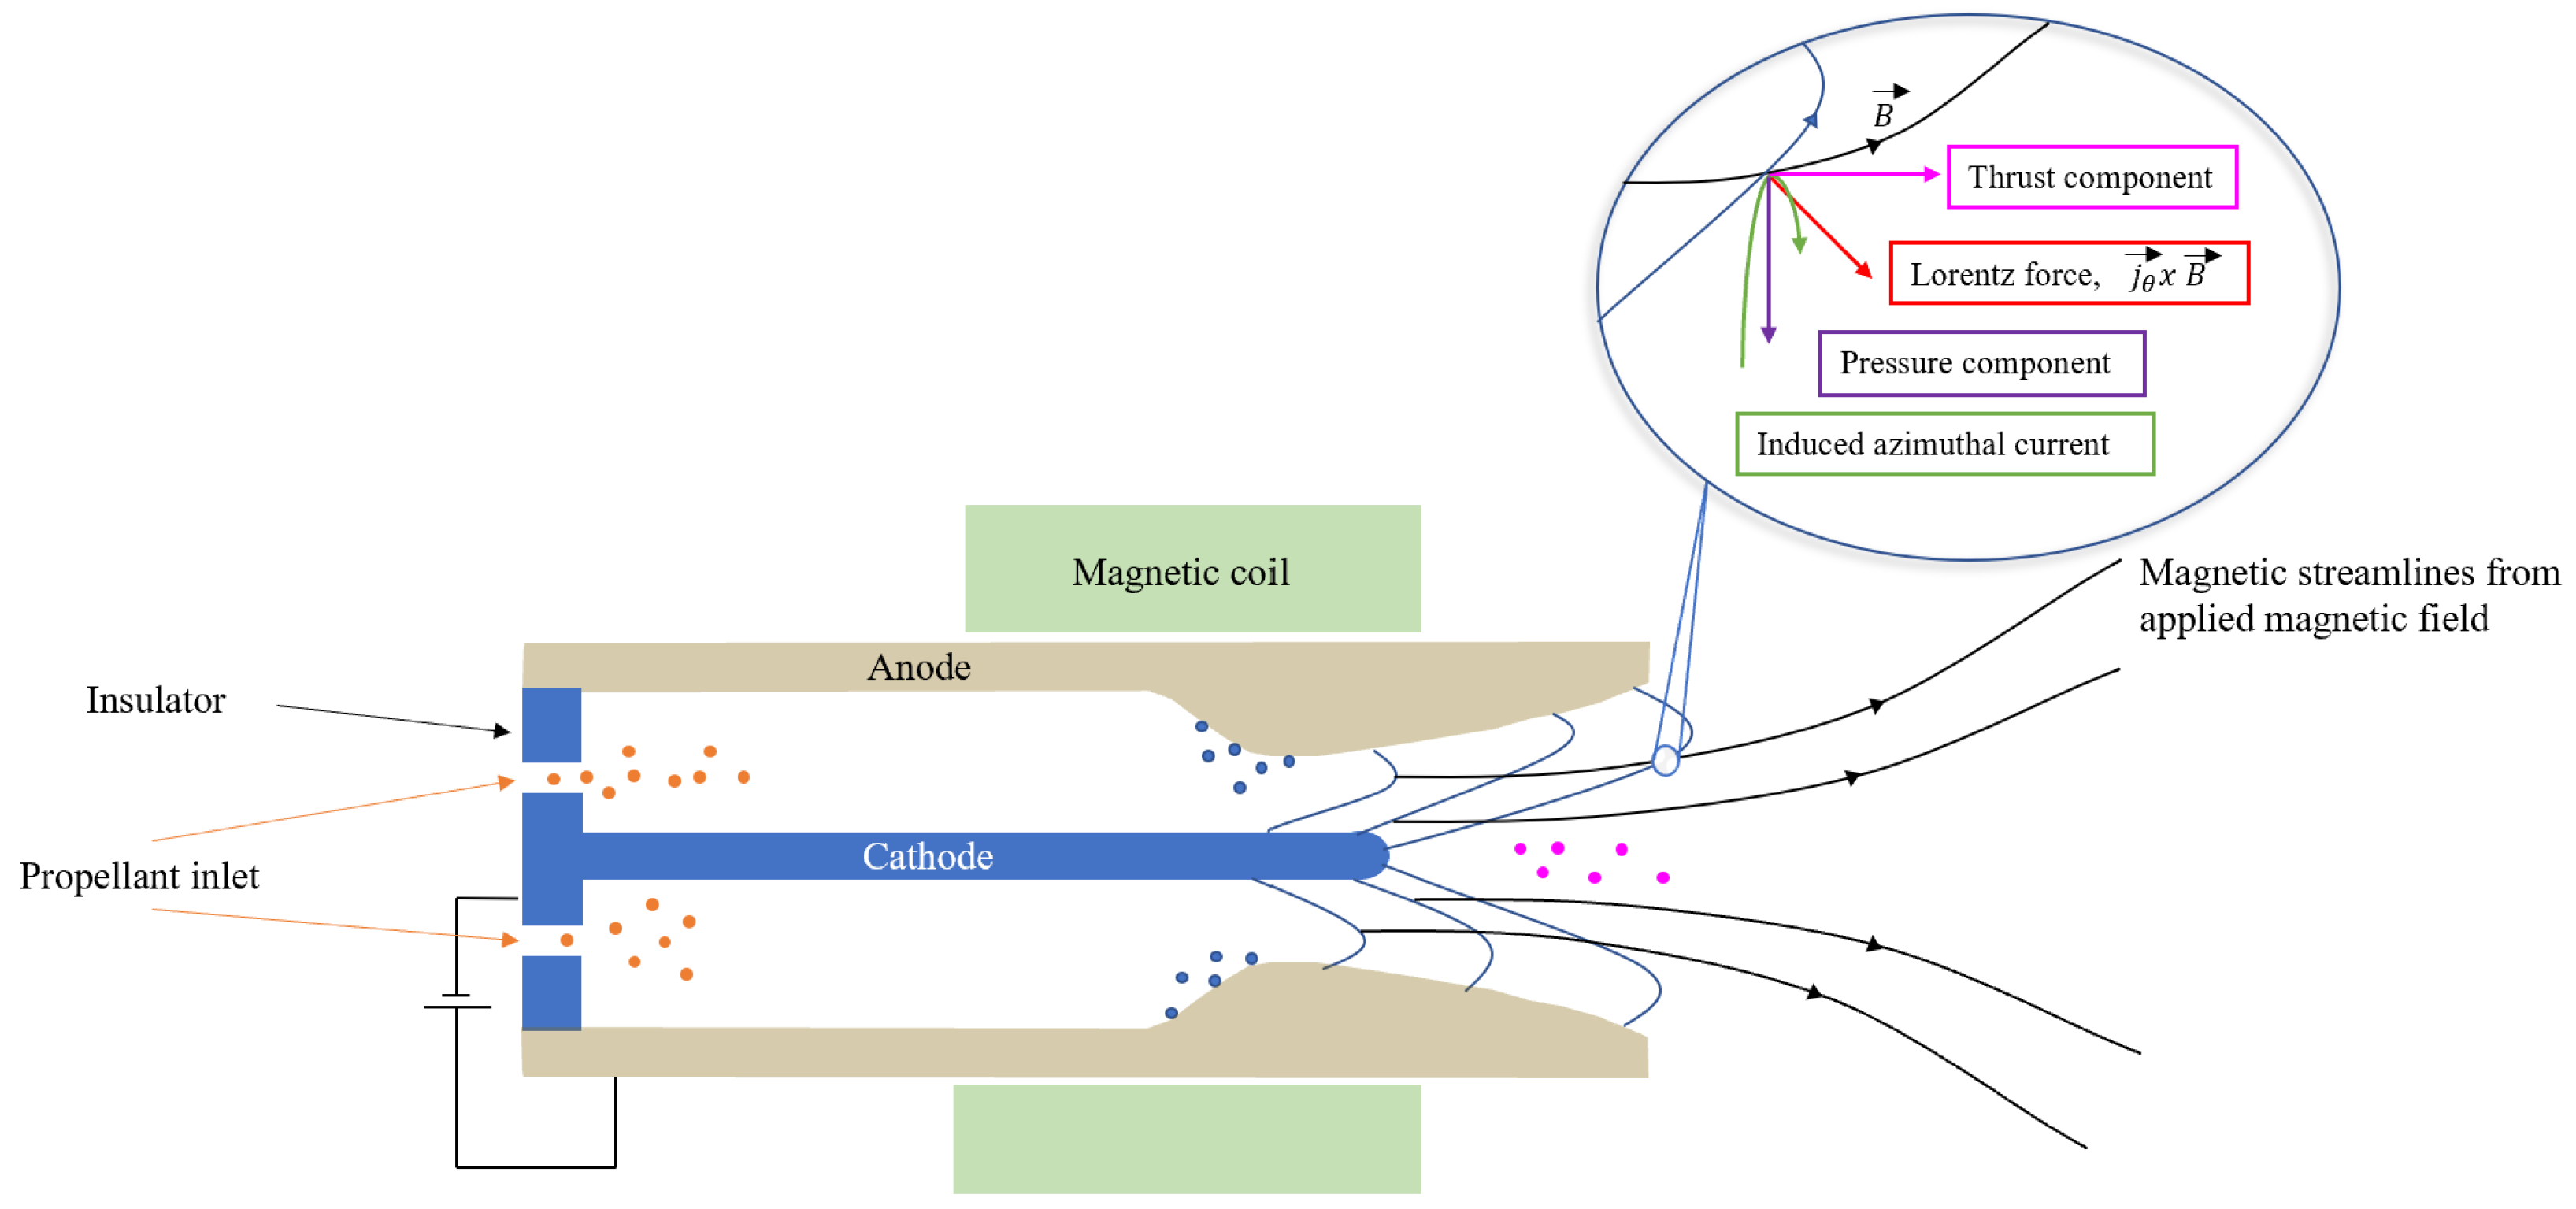 B
Thrust component
Lorentz force, j_θ x B
Pressure component
Induced azimuthal current
Magnetic coil
Magnetic streamlines from
applied magnetic field
Anode
Insulator
Cathode
Propellant inlet